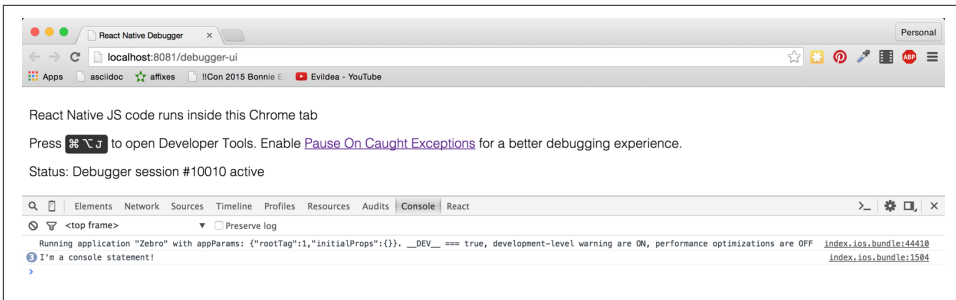 React Native Debugger
Personal
localhost:8081/debugger-ui
ABP
Apps asciidoc affixes !!Con 2015 Bonnie Ei Evildea - YouTube
React Native JS code runs inside this Chrome tab
Press ⌘⌥J to open Developer Tools. Enable Pause On Caught Exceptions for a better debugging experience.
Status: Debugger session #10010 active
Elements Network Sources Timeline Profiles Resources Audits Console React
<top frame> ▼ Preserve log
Running application "Zebro" with appParams: {"rootTag":1,"initialProps":{}}. __DEV__ === true, development-level warning are ON, performance optimizations are OFF index.ios.bundle:44410
3 I'm a console statement! index.ios.bundle:1504
>